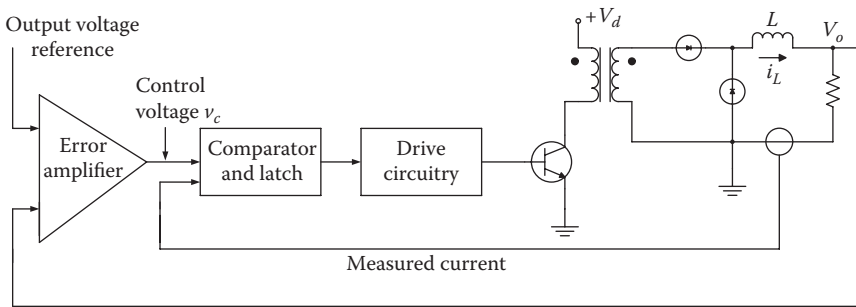 Output voltage
reference
Control
voltage v_c
Error
amplifier
Comparator
and latch
Drive
circuitry
+V_d
L
i_L
V_o
Measured current